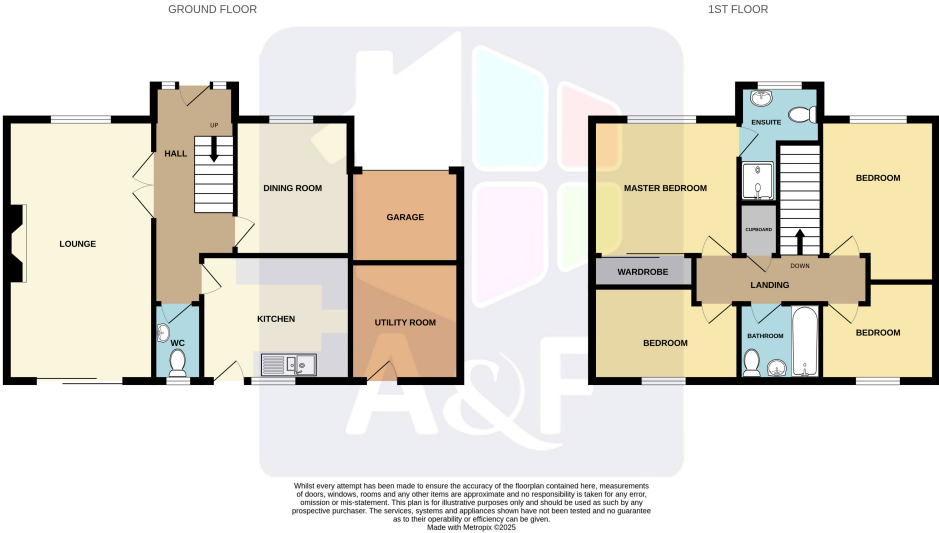 GROUND FLOOR
1ST FLOOR
UP
HALL
DINING ROOM
LOUNGE
GARAGE
KITCHEN
UTILITY ROOM
WC
ENSUITE
MASTER BEDROOM
BEDROOM
CUPBOARD
WARDROBE
DOWN
LANDING
BEDROOM
BATHROOM
BEDROOM
A&F
Whilst every attempt has been made to ensure the accuracy of the floorplan contained here, measurements
of doors, windows, rooms and any other items are approximate and no responsibility is taken for any error,
omission or mis-statement. This plan is for illustrative purposes only and should be used as such by any
prospective purchaser. The services, systems and appliances shown have not been tested and no guarantee
as to their operability or efficiency can be given.
Made with Metropix ©2025